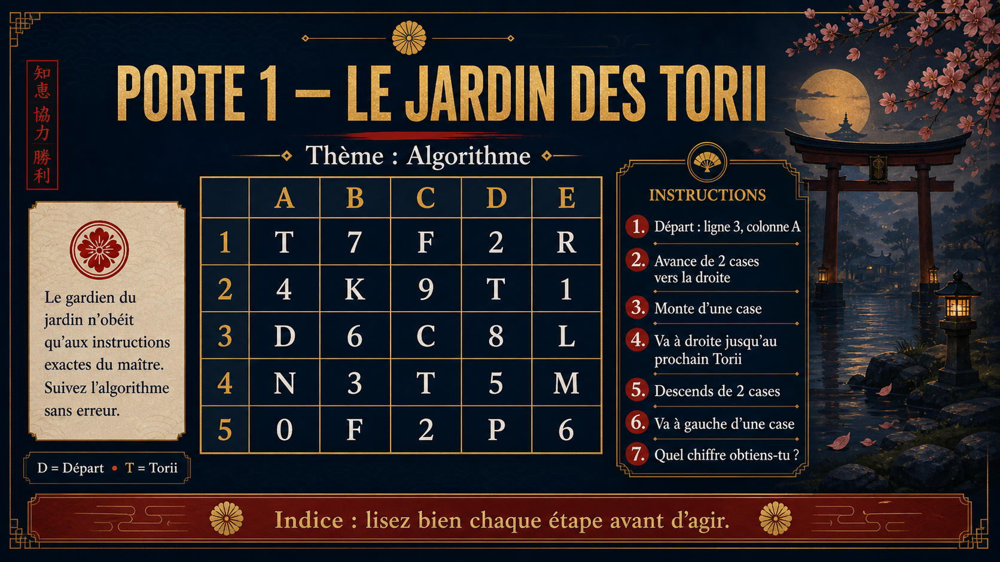 PORTE 1 – LE JARDIN DES TORII
知恵
協力
勝利
Thème : Algorithme
Le gardien du
jardin n'obéit
qu'aux instructions
exactes du maître.
Suivez l'algorithme
sans erreur.
D = Départ • T = Torii
A B C D E
1 T 7 F 2 R
2 4 K 9 T 1
3 D 6 C 8 L
4 N 3 T 5 M
5 0 F 2 P 6
INSTRUCTIONS
1. Départ : ligne 3, colonne A
2. Avance de 2 cases
vers la droite
3. Monte d'une case
4. Va à droite jusqu'au
prochain Torii
5. Descends de 2 cases
6. Va à gauche d'une case
7. Quel chiffre obtiens-tu ?
Indice : lisez bien chaque étape avant d'agir.